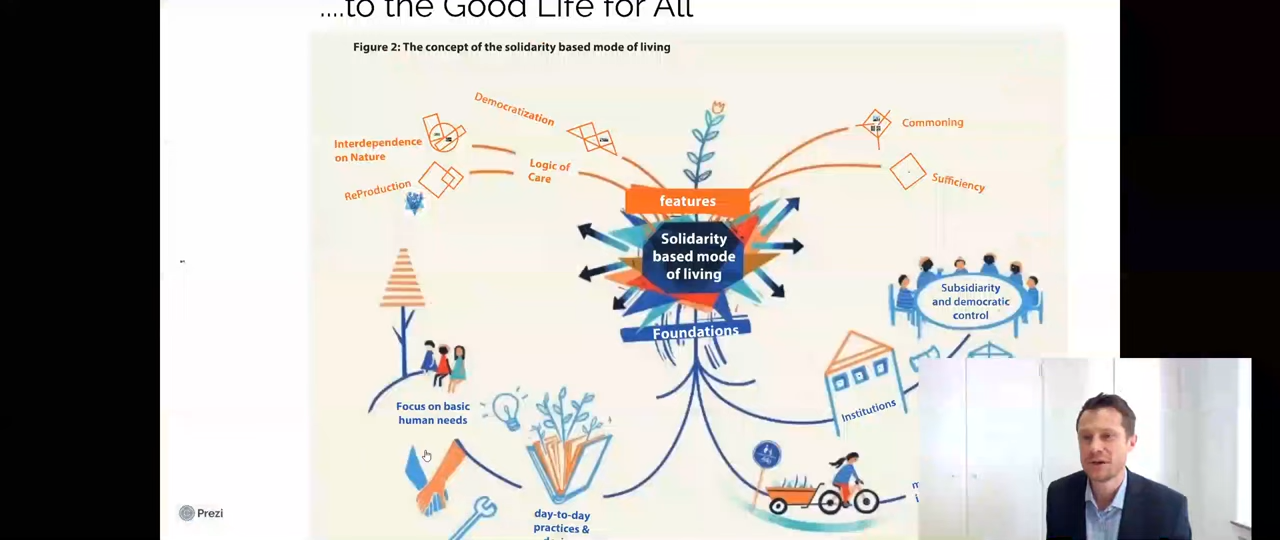 ....to the Good Life for All
Figure 2: The concept of the solidarity based mode of living
Democratization
Commoning
Interdependence
on Nature
Logic of
Care
ReProduction
Sufficiency
features
Solidarity
based mode
of living
Subsidiarity
and democratic
control
Foundations
Focus on basic
human needs
Institutions
day-to-day
practices &
Prezi